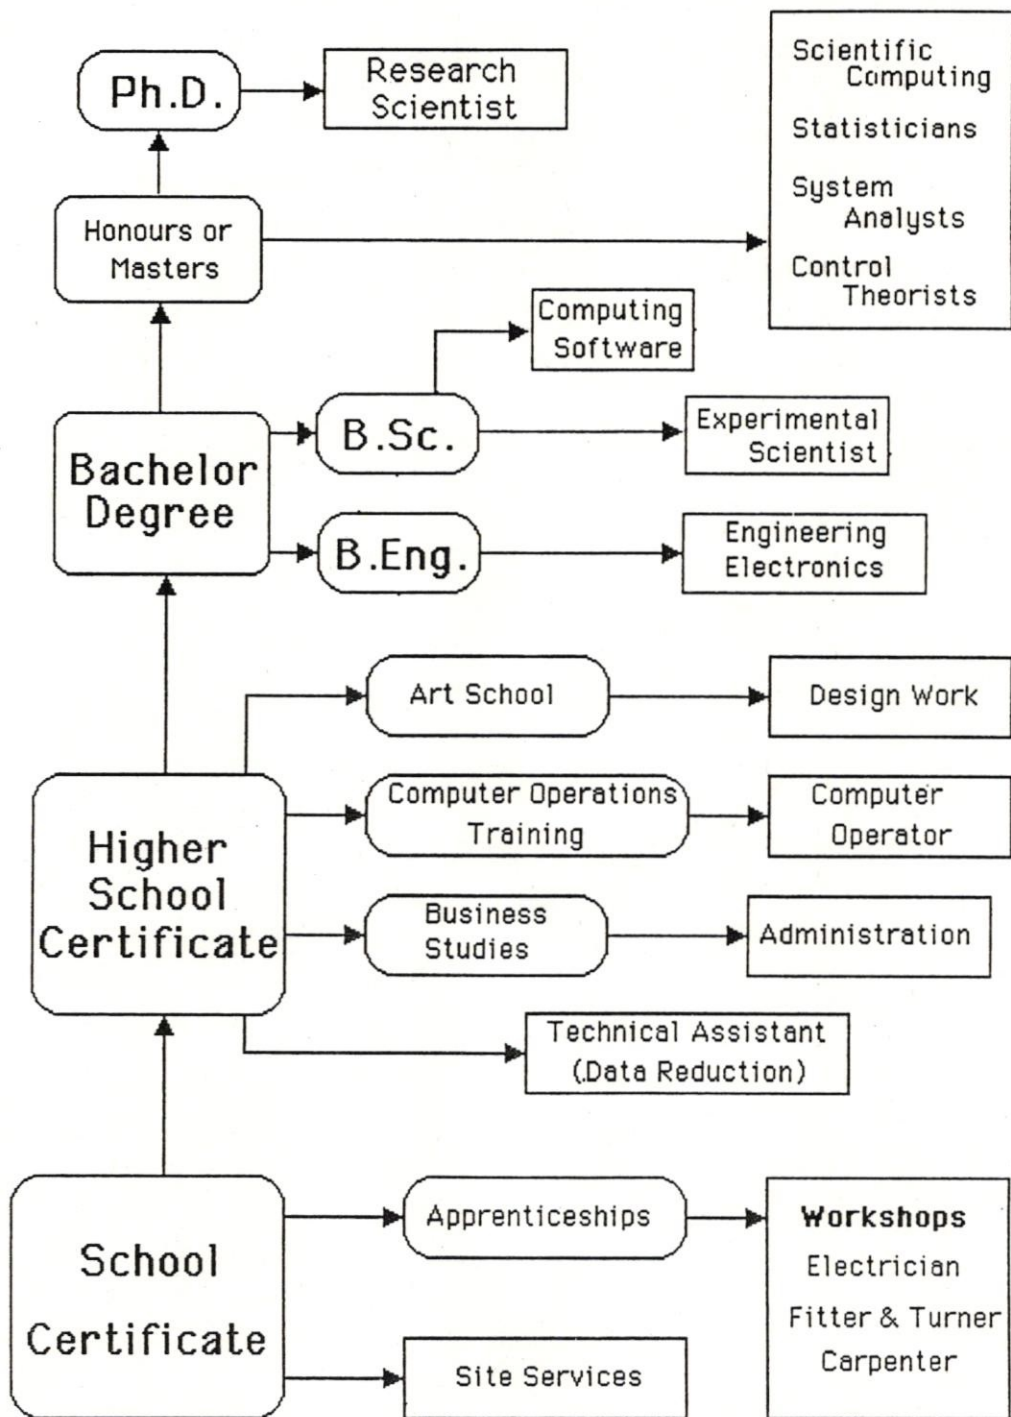 Ph.D.
Research
Scientist
Scientific
Computing
Statisticians
System
Analysts
Control
Theorists
Honours or
Masters
Computing
Software
Bachelor
Degree
B.Sc.
Experimental
Scientist
B.Eng.
Engineering
Electronics
Art School
Design Work
Higher
School
Certificate
Computer Operations
Training
Computer
Operator
Business
Studies
Administration
Technical Assistant
(.Data Reduction)
School
Certificate
Apprenticeships
Workshops
Electrician
Fitter & Turner
Carpenter
Site Services